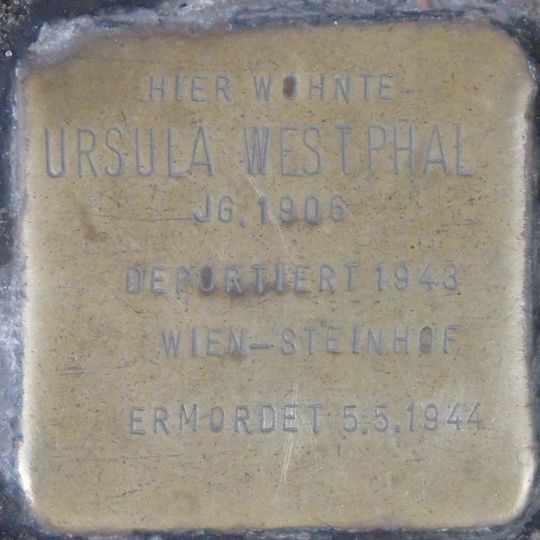 HIER WOHNTE
URSULA WESTPHAL
JG. 1906
DEPORTIERT 1943
WIEN-STEINHOF
ERMORDET 5.5.1944